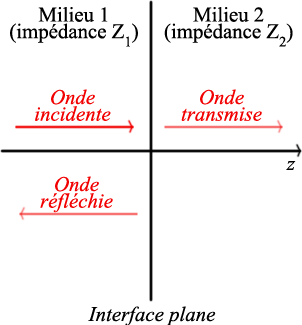 Milieu 1
(impédance Z1)
Milieu 2
(impédance Z2)
Onde
incidente
Onde
transmise
z
Onde
réfléchie
Interface plane